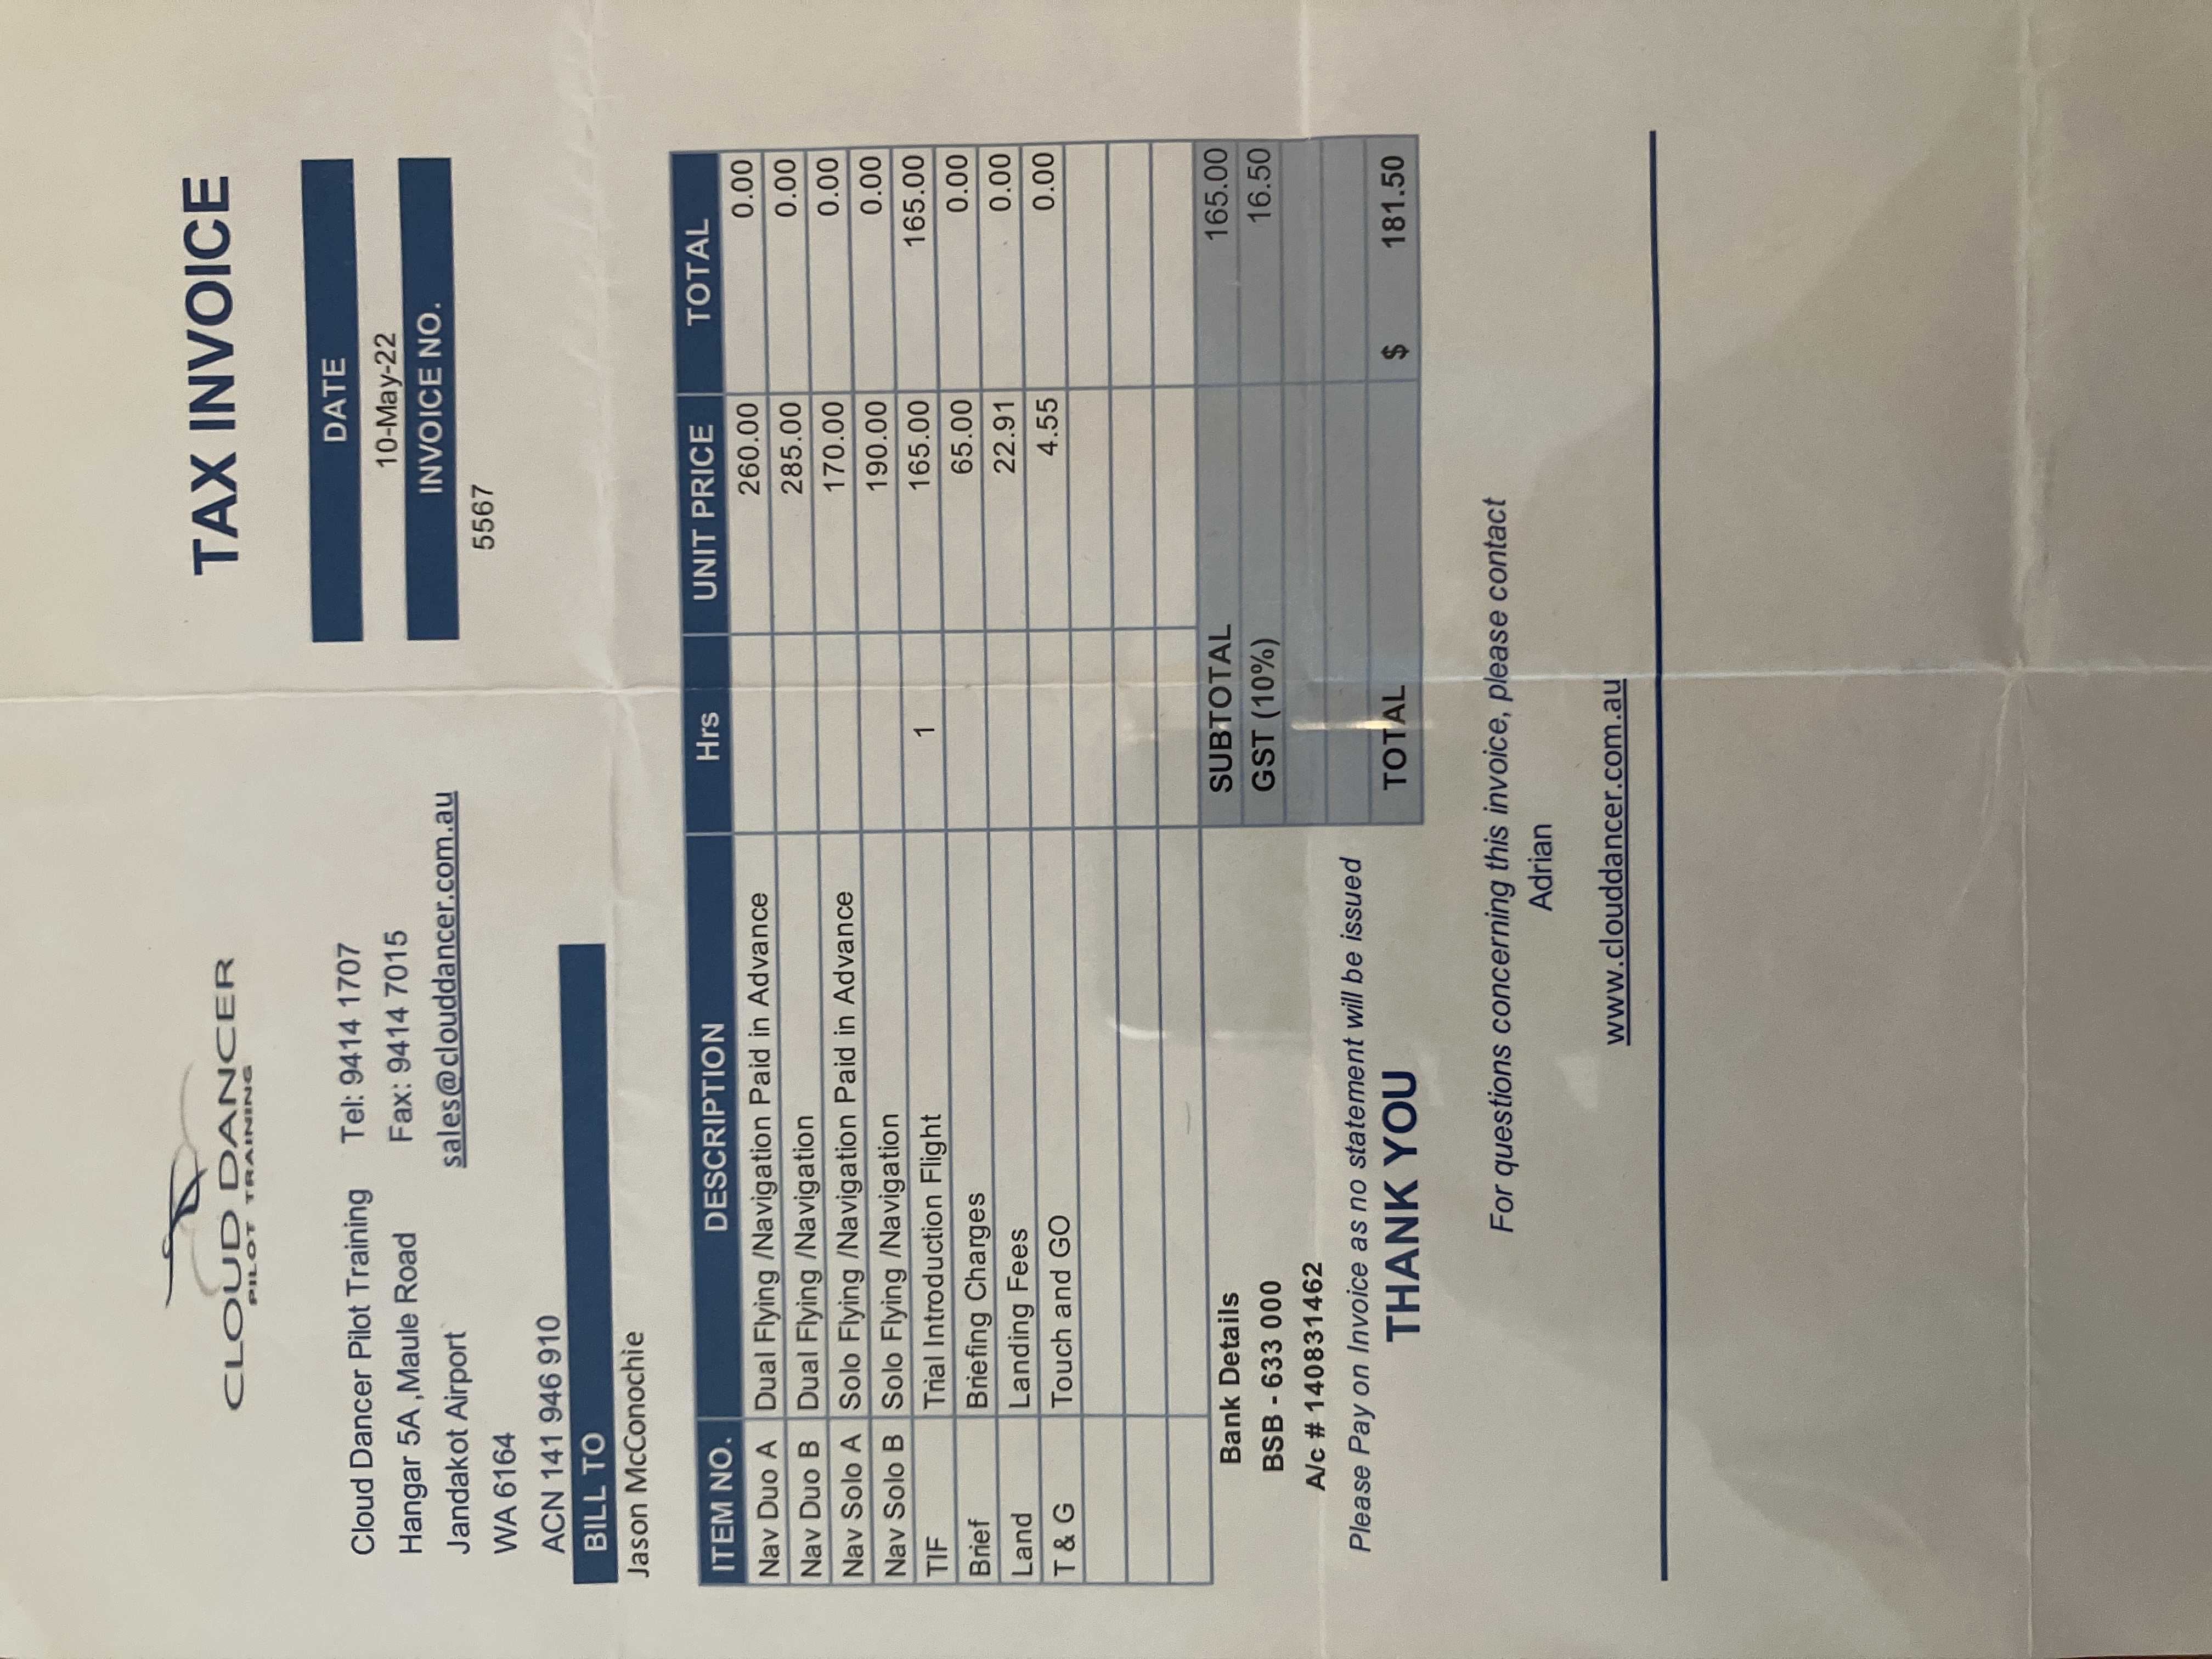 CLOUD DANCER
PILOT TRAINING
TAX INVOICE
Cloud Dancer Pilot Training Tel: 9414 1707
Hangar 5A ,Maule Road Fax: 9414 7015
Jandakot Airport sales@clouddancer.com.au
WA 6164
ACN 141 946 910
DATE
10-May-22
INVOICE NO.
5567
BILL TO
Jason McConochie
ITEM NO. DESCRIPTION Hrs UNIT PRICE TOTAL
Nav Duo A Dual Flying /Navigation Paid in Advance 260.00 0.00
Nav Duo B Dual Flying /Navigation 285.00 0.00
Nav Solo A Solo Flying /Navigation Paid in Advance 170.00 0.00
Nav Solo B Solo Flying /Navigation 190.00 0.00
TIF Trial Introduction Flight 1 165.00 165.00
Brief Briefing Charges 65.00 0.00
Land Landing Fees 22.91 0.00
T & G Touch and GO 4.55 0.00
Bank Details
BSB - 633 000
A/c # 140831462
Please Pay on Invoice as no statement will be issued
THANK YOU
SUBTOTAL 165.00
GST (10%) 16.50
TOTAL $ 181.50
For questions concerning this invoice, please contact
Adrian
www.clouddancer.com.au